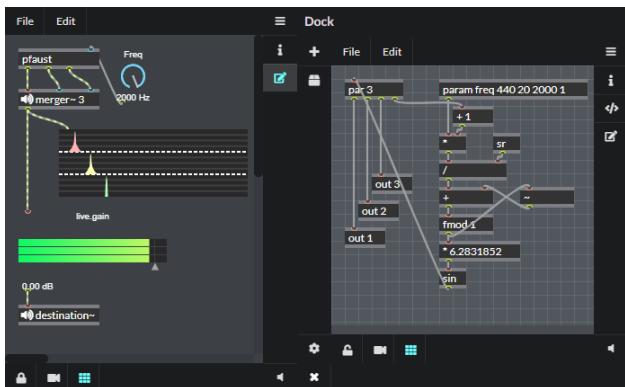 File Edit
Dock
pfaust
Freq
2000 Hz
merger~ 3
live.gain
0.00 dB
destination~
File Edit
par 3
param freq 440 20 2000 1
+ 1
*
sr
/
out 3
+
~
out 2
fmod 1
out 1
* 6.2831852
sin